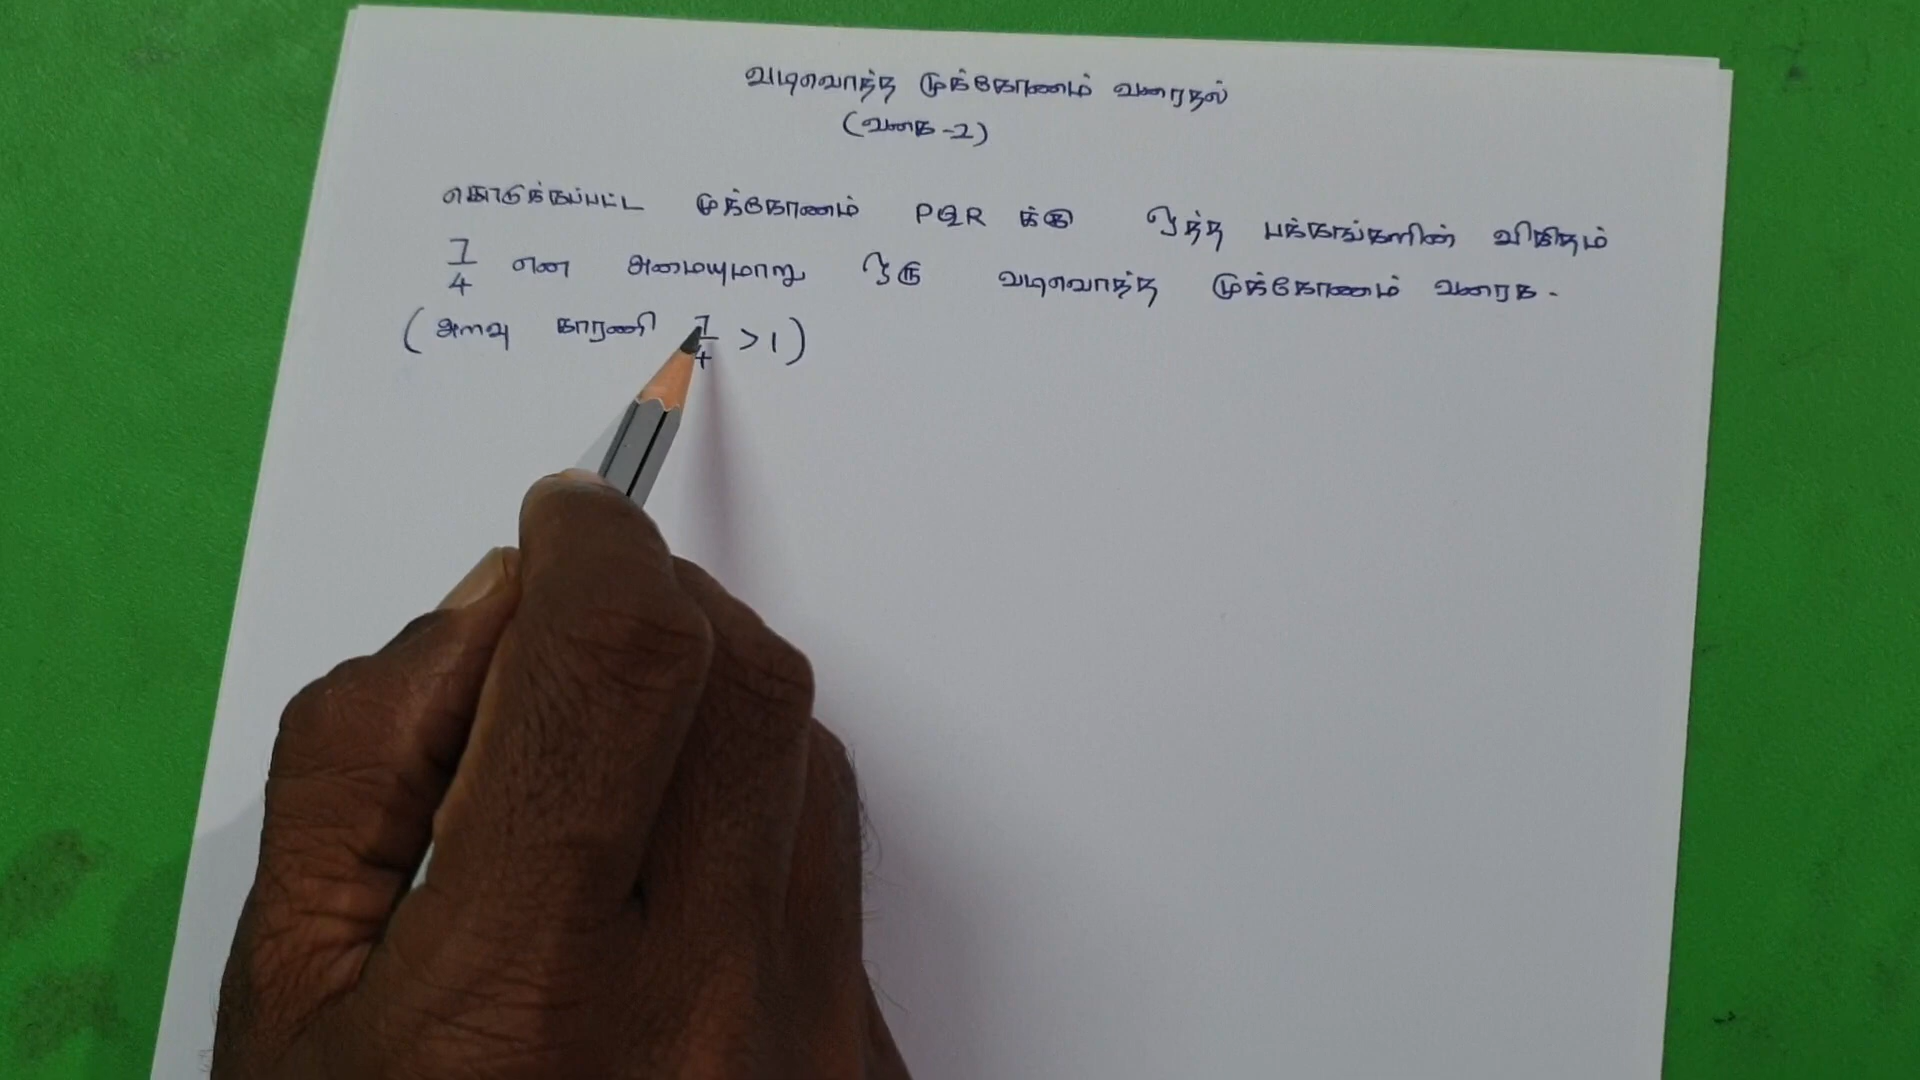 வடிவொத்த முக்கோணம் வரைதல்
(வகை -2)
கொடுக்கப்பட்ட முக்கோணம் PQR க்கு ஒத்த பக்கங்களின் விகிதம்
7/4 என அமையுமாறு ஒரு வடிவொத்த முக்கோணம் வரைக.
(அளவு காரணி 7/4 > 1)